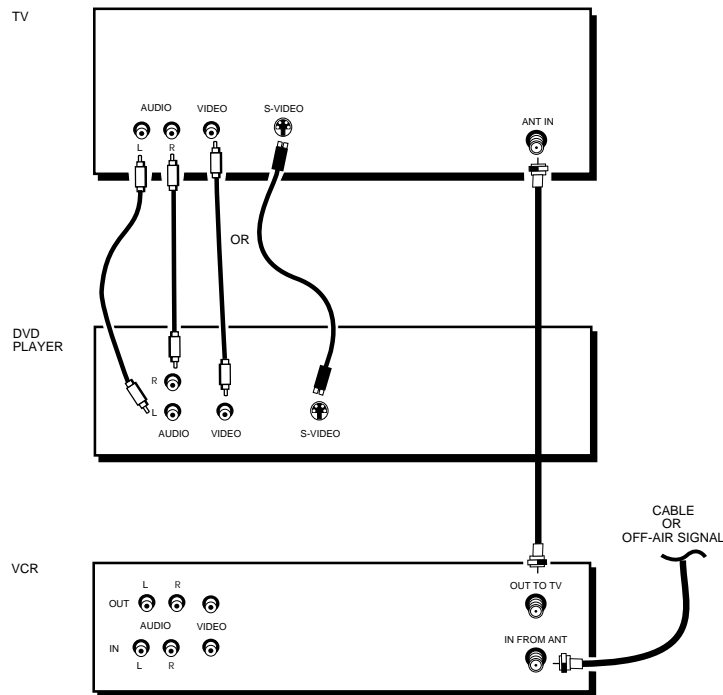 TV
AUDIO VIDEO S-VIDEO
ANT IN
L R
OR
DVD
PLAYER
R
L
AUDIO VIDEO S-VIDEO
CABLE
OR
OFF-AIR SIGNAL
VCR
L R
OUT TO TV
OUT
AUDIO VIDEO
IN FROM ANT
IN
L R